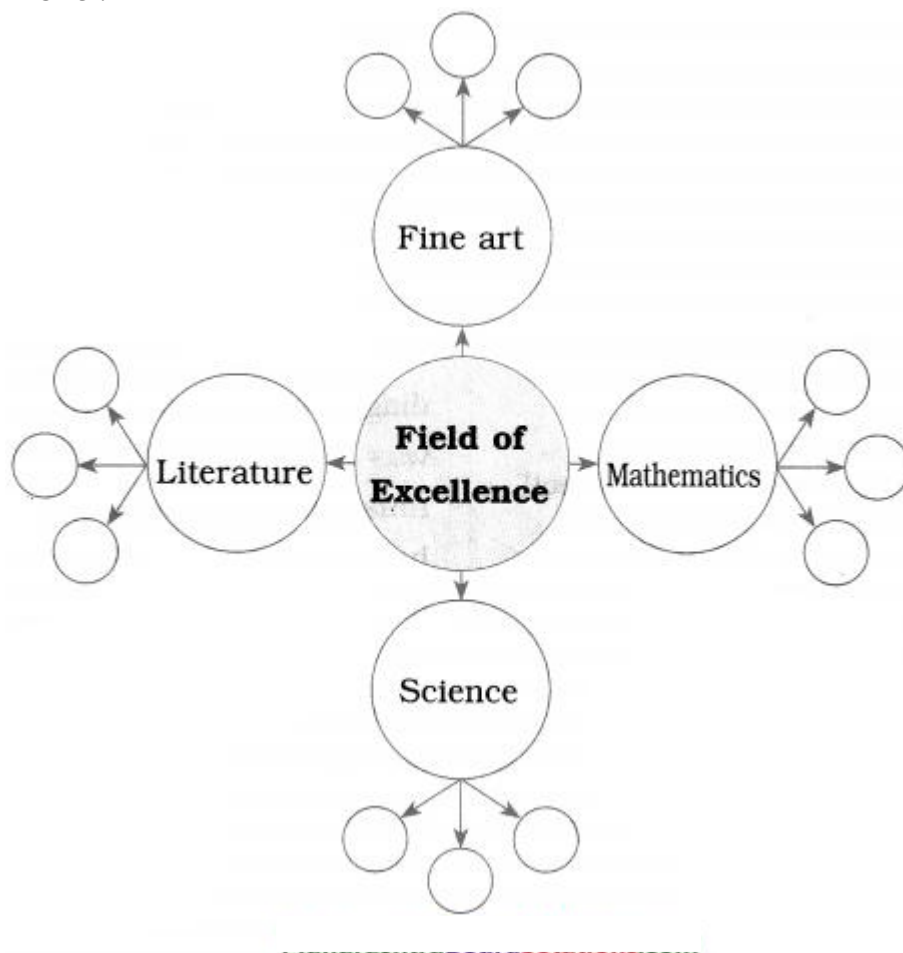 Fine art
Field of
Excellence
Literature
Mathematics
Science